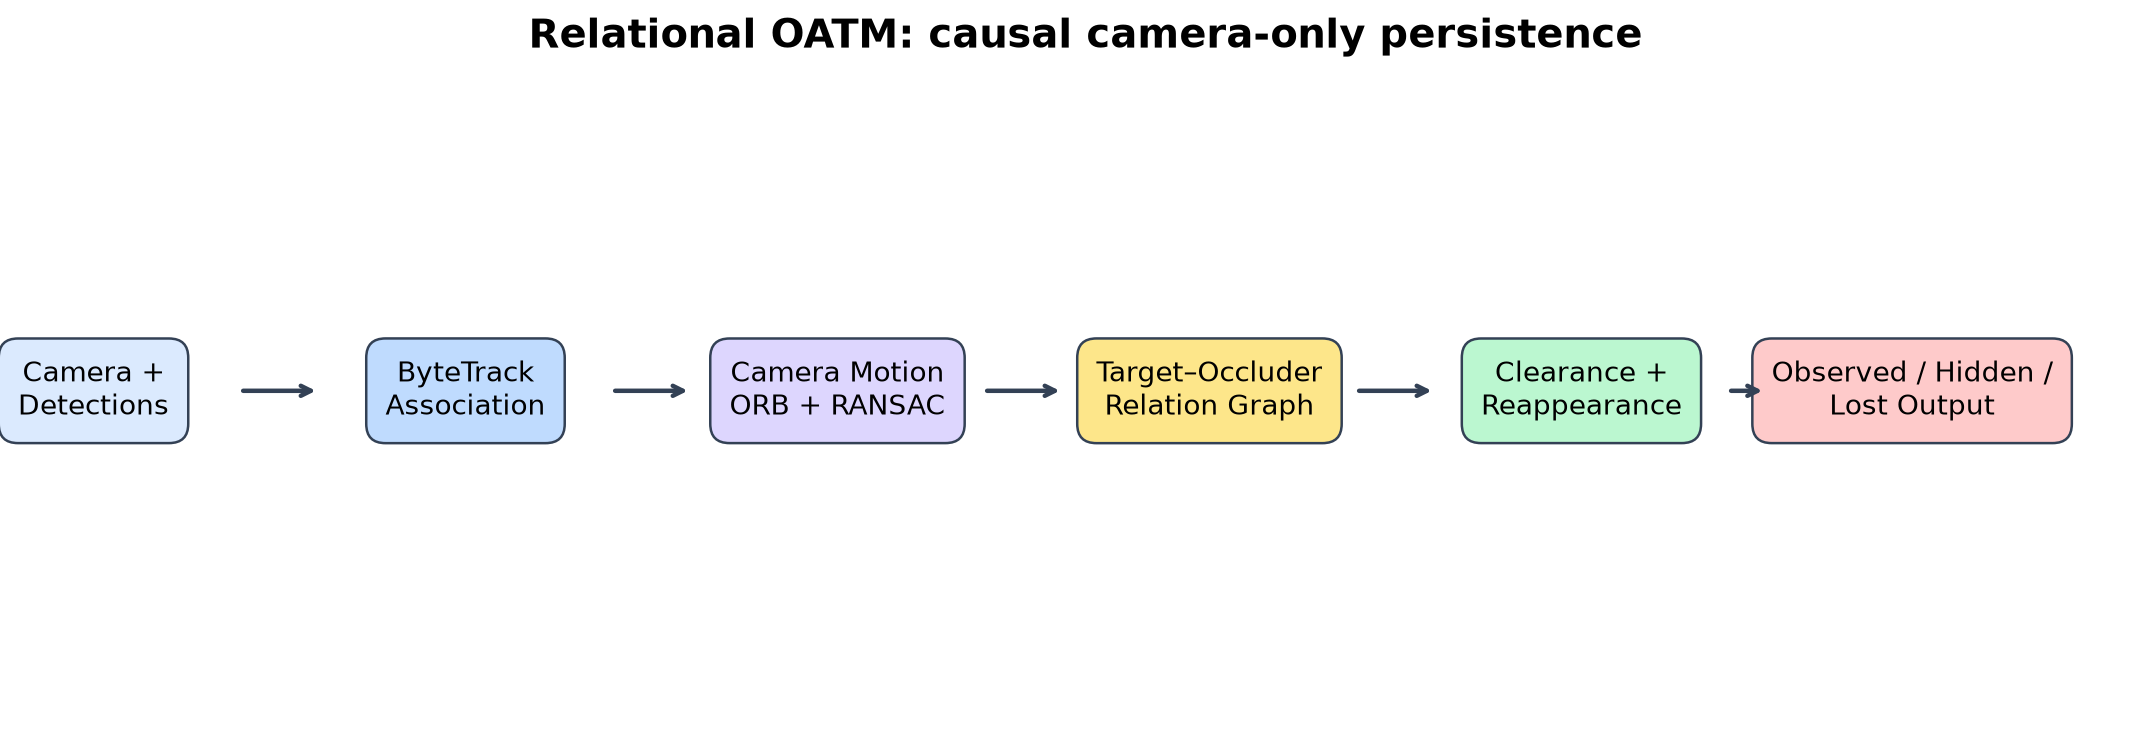 Relational OATM: causal camera-only persistence
Camera +
Detections
ByteTrack
Association
Camera Motion
ORB + RANSAC
Target–Occluder
Relation Graph
Clearance +
Reappearance
Observed / Hidden /
Lost Output